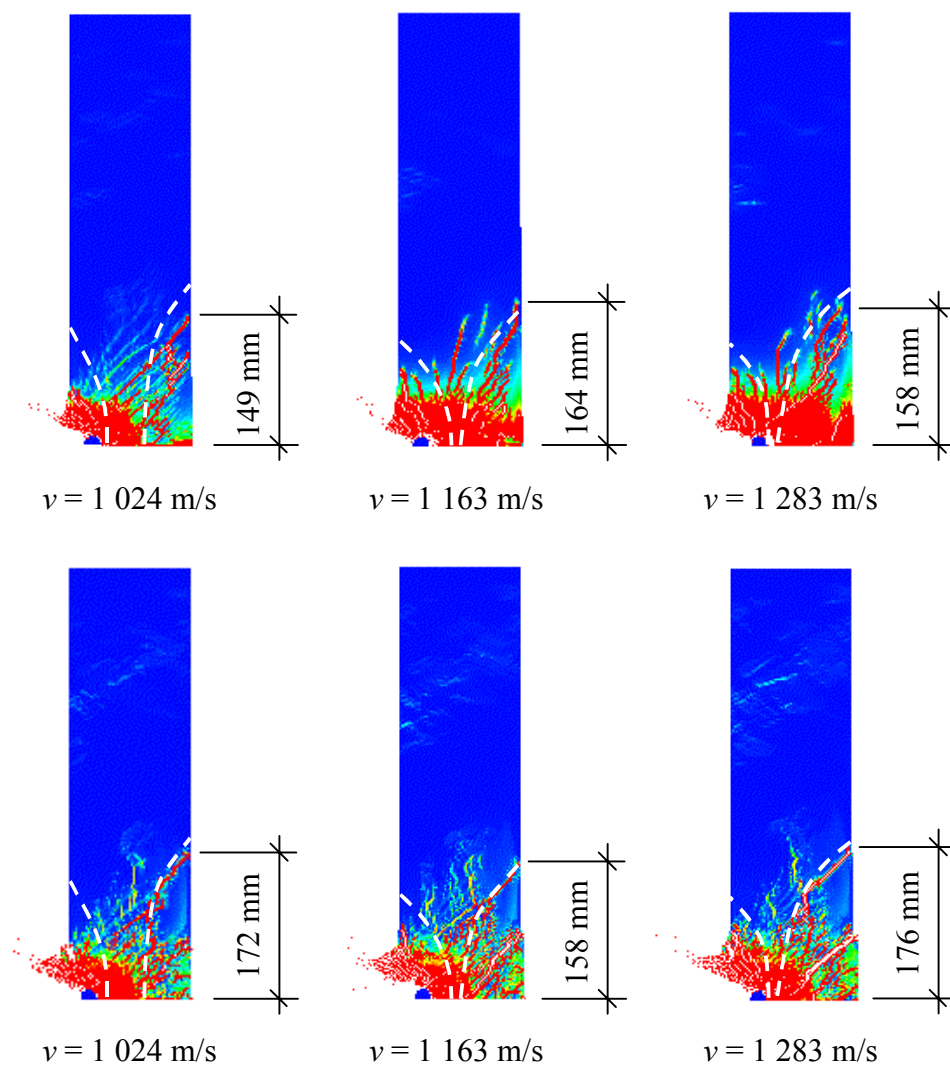 149 mm
164 mm
158 mm
v = 1 024 m/s
v = 1 163 m/s
v = 1 283 m/s
172 mm
158 mm
176 mm
v = 1 024 m/s
v = 1 163 m/s
v = 1 283 m/s